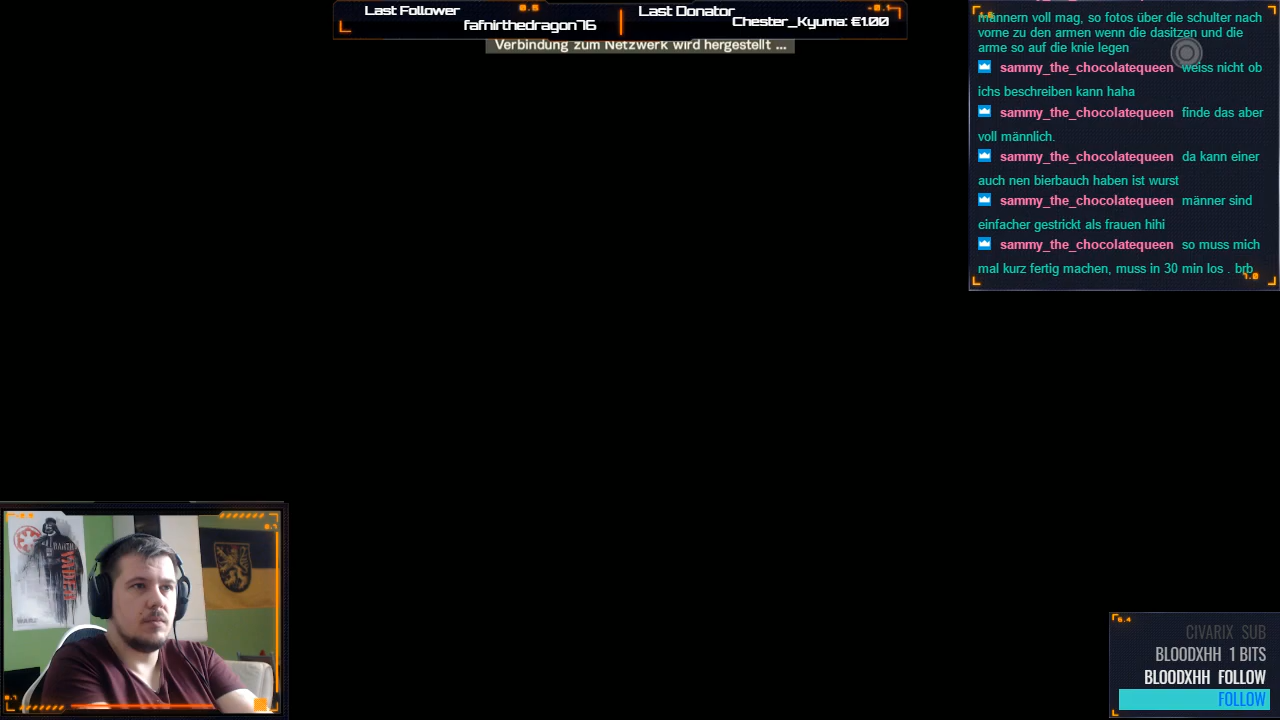 Last Follower
fafnirthedragon76
Last Donator
Chester_Kyuma: €1.00
Verbindung zum Netzwerk wird hergestellt ...
männern voll mag, so fotos über die schulter nach
vorne zu den armen wenn die dasitzen und die
arme so auf die knie legen
sammy_the_chocolatequeen weiss nicht ob
ichs beschreiben kann haha
sammy_the_chocolatequeen finde das aber
voll männlich.
sammy_the_chocolatequeen da kann einer
auch nen bierbauch haben ist wurst
sammy_the_chocolatequeen männer sind
einfacher gestrickt als frauen hihi
sammy_the_chocolatequeen so muss mich
mal kurz fertig machen, muss in 30 min los . brb
VADER
CIVARIX SUB
BLOODXHH 1 BITS
BLOODXHH FOLLOW
FOLLOW